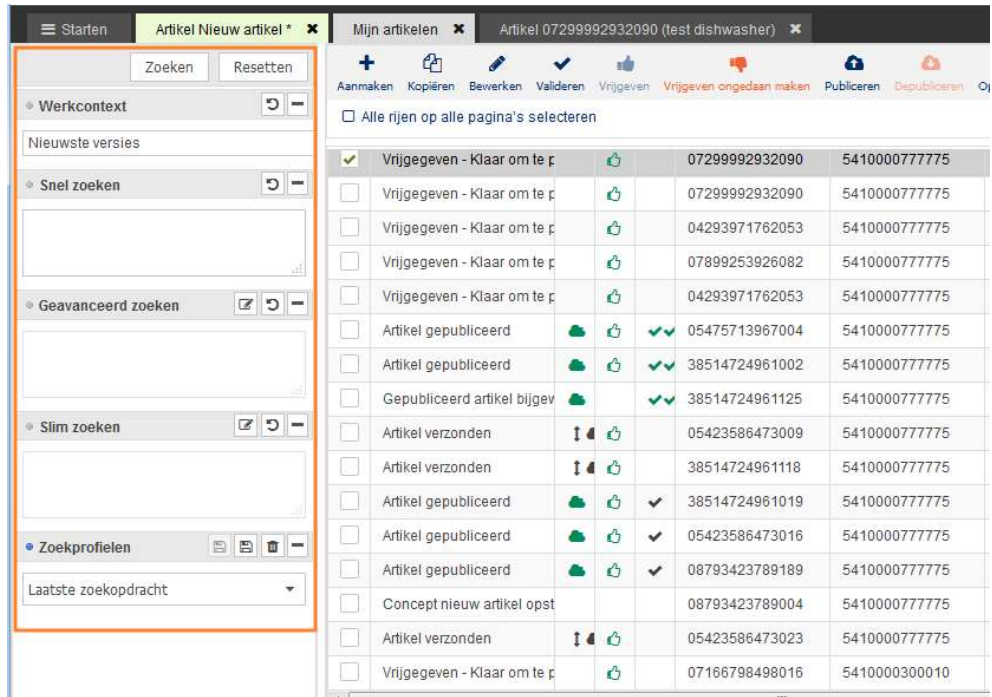 Starten
Artikel Nieuw artikel *
Mijn artikelen
Artikel 07299992932090 (test dishwasher)
Zoeken Resetten
Werkcontext
Nieuwste versies
Snel zoeken
Geavanceerd zoeken
Slim zoeken
Zoekprofielen
Laatste zoekopdracht
Aanmaken Kopiëren Bewerken Valideren Vrijgeven Vrijgeven ongedaan maken Publiceren Depubliceren Op
Alle rijen op alle pagina's selecteren
Vrijgegeven - Klaar om te p 07299992932090 5410000777775
Vrijgegeven - Klaar om te p 07299992932090 5410000777775
Vrijgegeven - Klaar om te p 04293971762053 5410000777775
Vrijgegeven - Klaar om te p 07899253926082 5410000777775
Vrijgegeven - Klaar om te p 04293971762053 5410000777775
Artikel gepubliceerd 05475713967004 5410000777775
Artikel gepubliceerd 38514724961002 5410000777775
Gepubliceerd artikel bijgew 38514724961125 5410000777775
Artikel verzonden 05423586473009 5410000777775
Artikel verzonden 38514724961118 5410000777775
Artikel gepubliceerd 38514724961019 5410000777775
Artikel gepubliceerd 05423586473016 5410000777775
Artikel gepubliceerd 08793423789189 5410000777775
Concept nieuw artikel opst 08793423789004 5410000777775
Artikel verzonden 05423586473023 5410000777775
Vrijgegeven - Klaar om te p 07166798498016 5410000300010